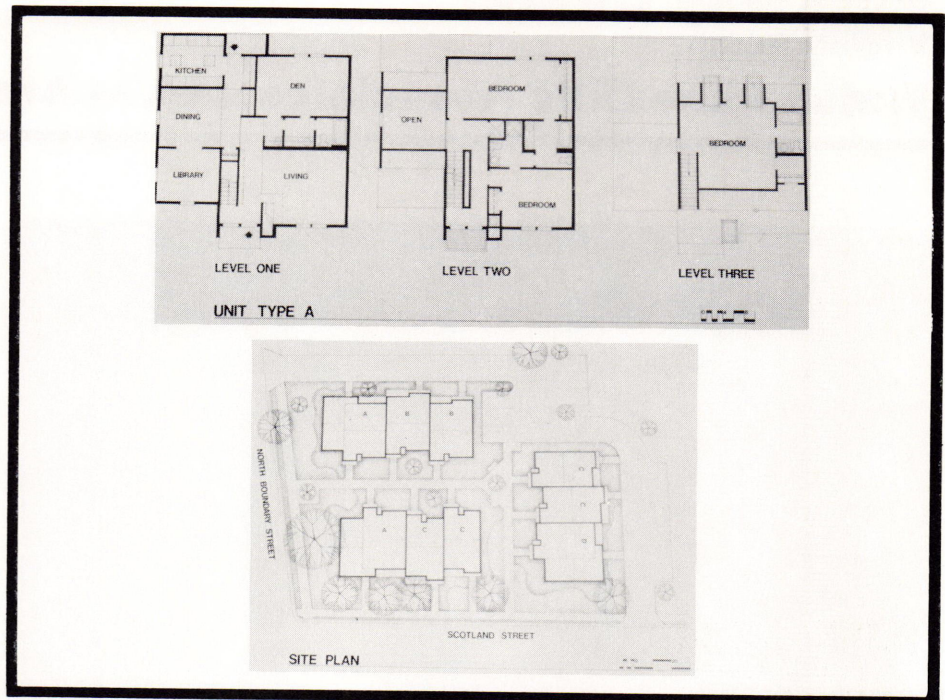 KITCHEN
DEN
DINING
LIBRARY
LIVING
LEVEL ONE
BEDROOM
OPEN
BEDROOM
LEVEL TWO
BEDROOM
LEVEL THREE
UNIT TYPE A
A
B
B
NORTH BOUNDARY STREET
A
C
C
C
C
SCOTLAND STREET
SITE PLAN